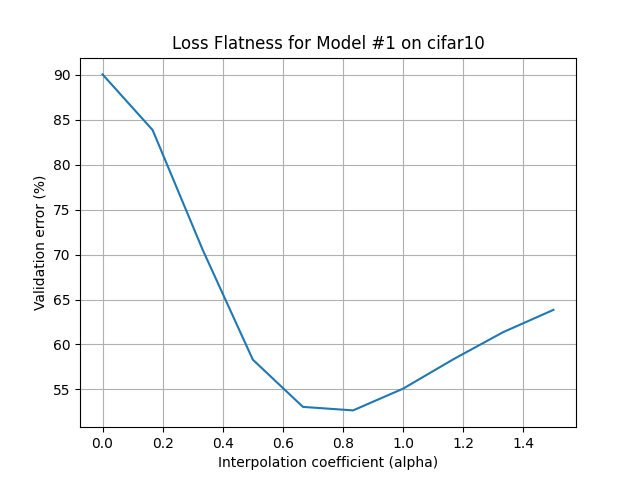 Loss Flatness for Model #1 on cifar10
90
85
80
75
70
65
60
55
Validation error (%)
0.0 0.2 0.4 0.6 0.8 1.0 1.2 1.4
Interpolation coefficient (alpha)